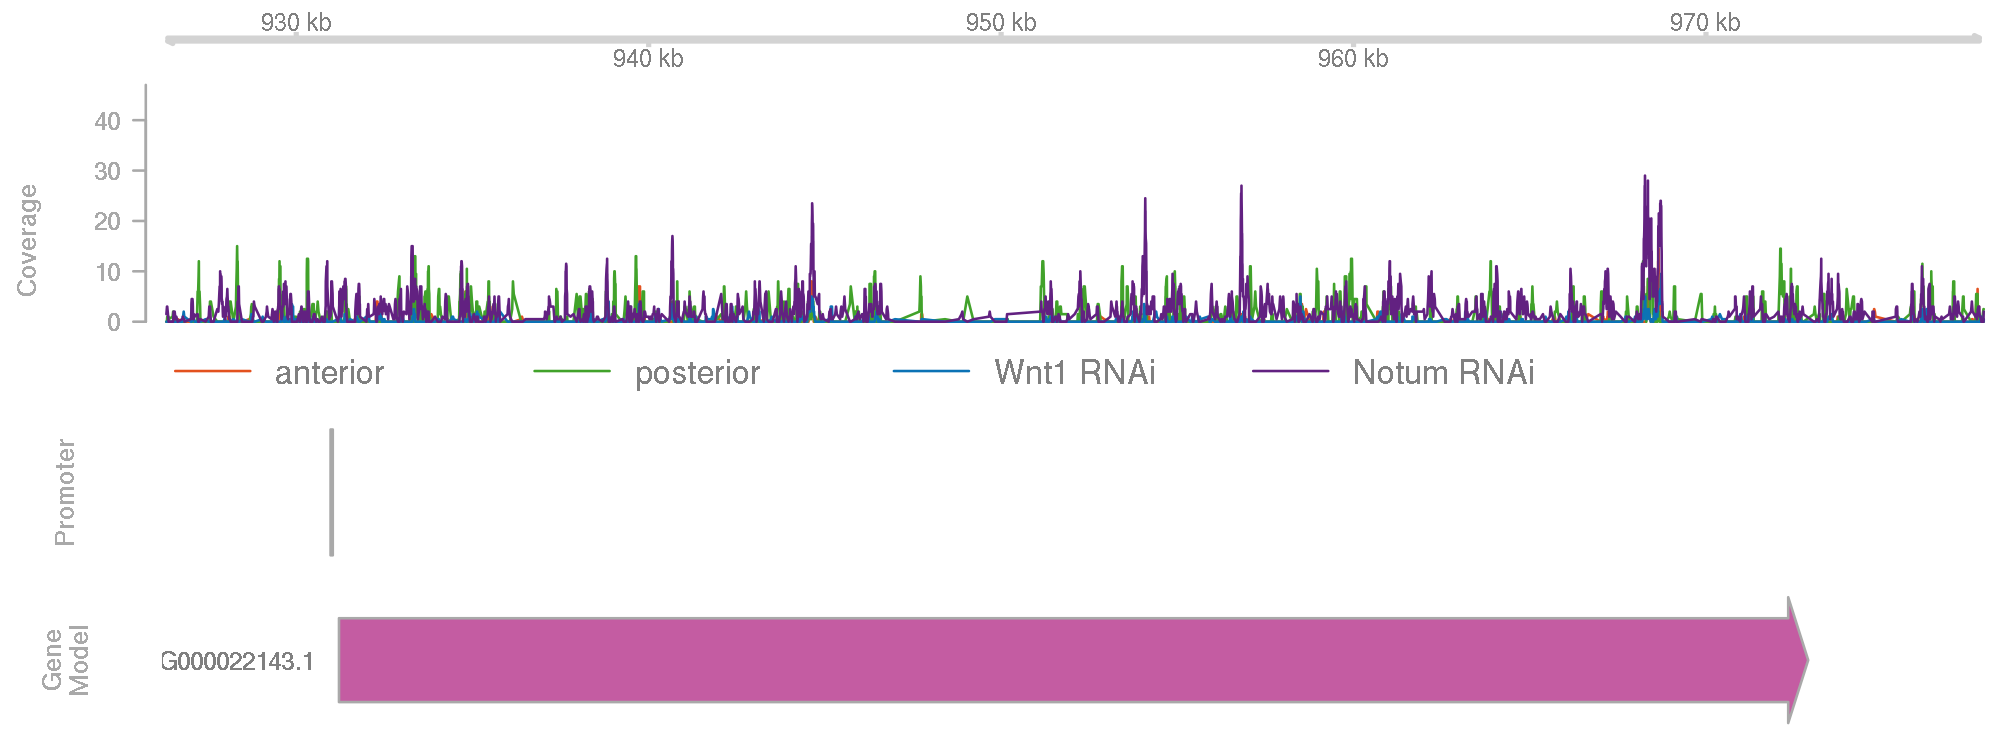 930 kb
950 kb
970 kb
940 kb
960 kb
Coverage
40
30
20
10
0
anterior
posterior
Wnt1 RNAi
Notum RNAi
Promoter
Gene
Model
G000022143.1